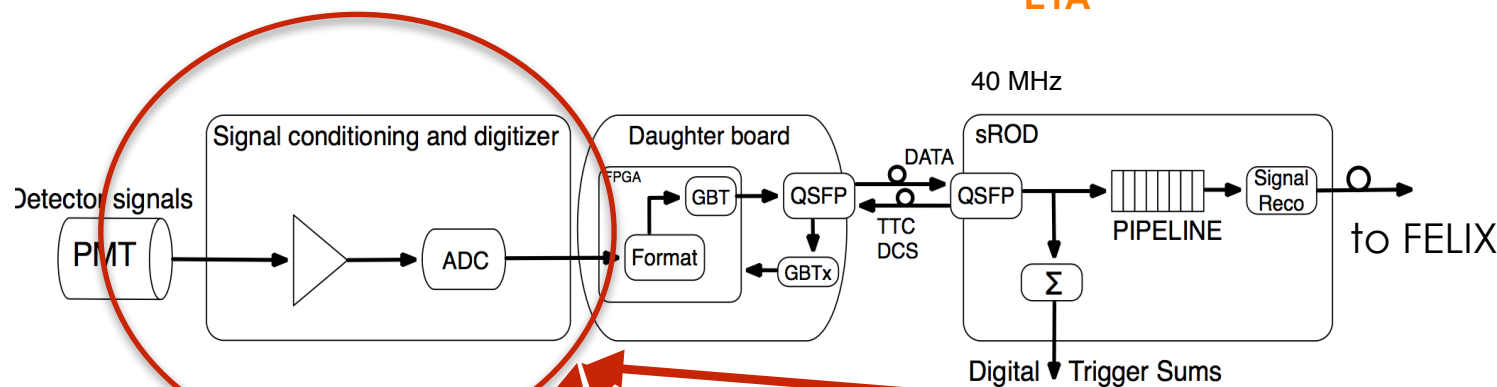 40 MHz
Signal conditioning and digitizer
Daughter board
sROD
Detector signals
PMT
ADC
FPGA
GBT
Format
QSFP
GBTx
DATA
TTC
DCS
QSFP
PIPELINE
Signal
Reco
to FELIX
Σ
Digital Trigger Sums